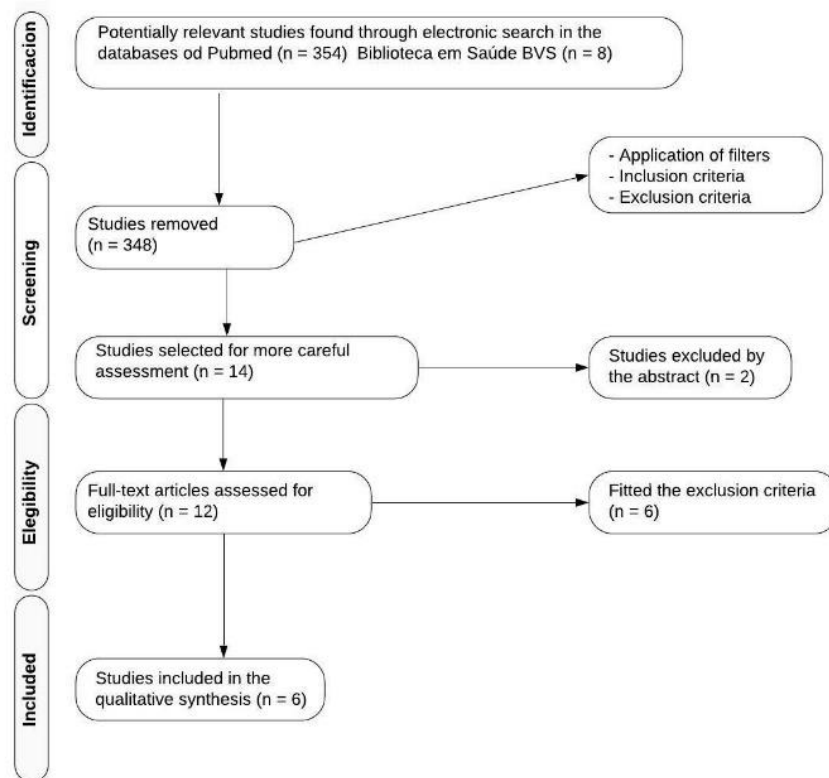 Identificacion
Potentially relevant studies found through electronic search in the
databases od Pubmed (n = 354) Biblioteca em Saúde BVS (n = 8)
Screening
- Application of filters
- Inclusion criteria
- Exclusion criteria
Studies removed
(n = 348)
Studies selected for more careful
assessment (n = 14)
Studies excluded by
the abstract (n = 2)
Elegibility
Full-text articles assessed for
eligibility (n = 12)
Fitted the exclusion criteria
(n = 6)
Included
Studies included in the
qualitative synthesis (n = 6)